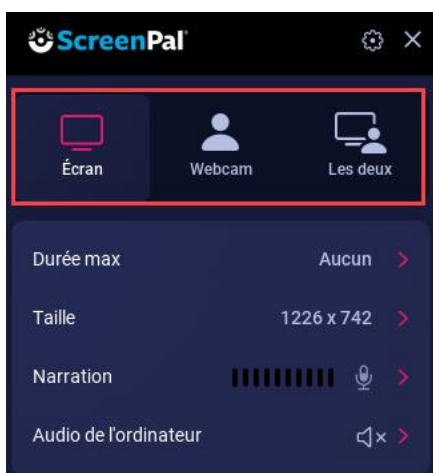 ScreenPal
Écran Webcam Les deux
Durée max Aucun
Taille 1226 x 742
Narration
Audio de l'ordinateur